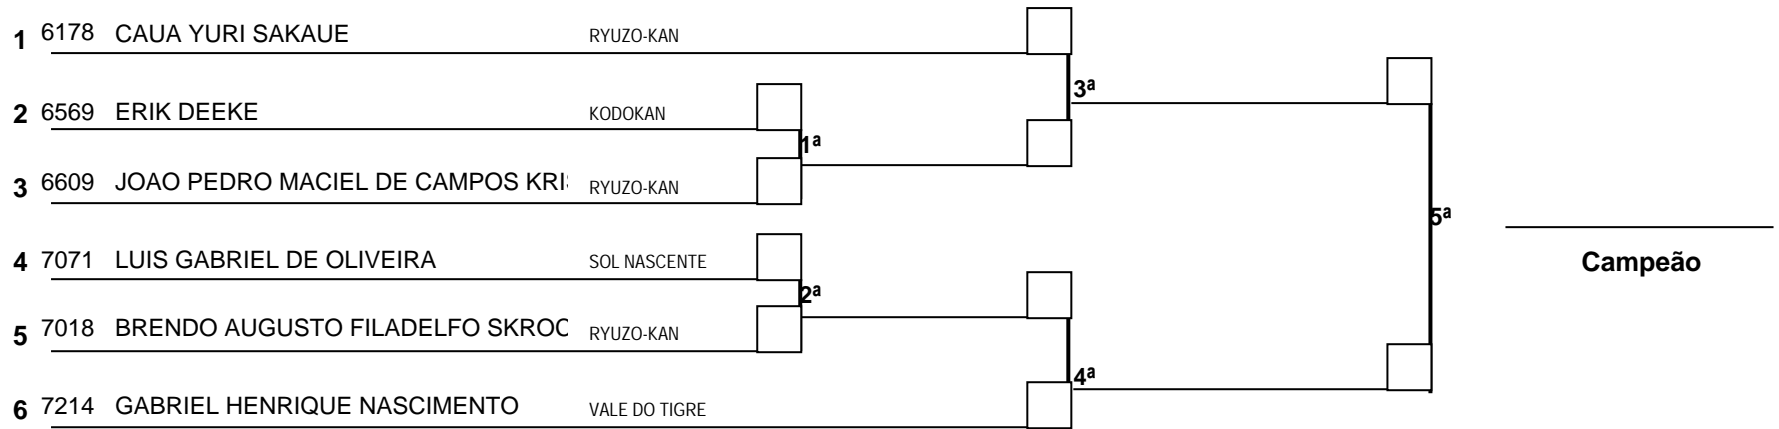 1 6178 CAUA YURI SAKAUE RYUZO-KAN
3ª
2 6569 ERIK DEEKE KODOKAN
1ª
3 6609 JOAO PEDRO MACIEL DE CAMPOS RYUZO-KAN
5ª
4 7071 LUIS GABRIEL DE OLIVEIRA SOL NASCENTE
Campeão
2ª
5 7018 BRENDO AUGUSTO FILADELFO RYUZO-KAN
4ª
6 7214 GABRIEL HENRIQUE NASCIMENTO VALE DO TIGRE